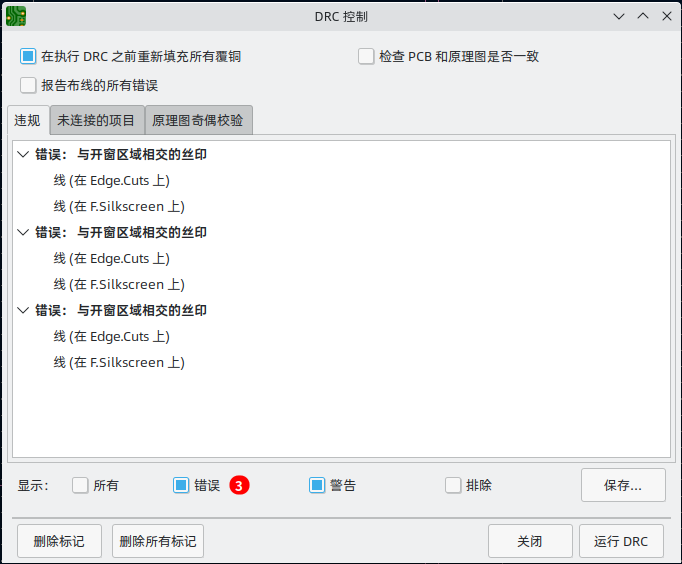 DRC 控制
在执行 DRC 之前重新填充所有覆铜
检查 PCB 和原理图是否一致
报告布线的所有错误
违规
未连接的项目
原理图奇偶校验
错误： 与开窗区域相交的丝印
线 (在 Edge.Cuts 上)
线 (在 F.Silkscreen 上)
错误： 与开窗区域相交的丝印
线 (在 Edge.Cuts 上)
线 (在 F.Silkscreen 上)
错误： 与开窗区域相交的丝印
线 (在 Edge.Cuts 上)
线 (在 F.Silkscreen 上)
显示：
所有
错误
3
警告
排除
保存...
删除标记
删除所有标记
关闭
运行 DRC